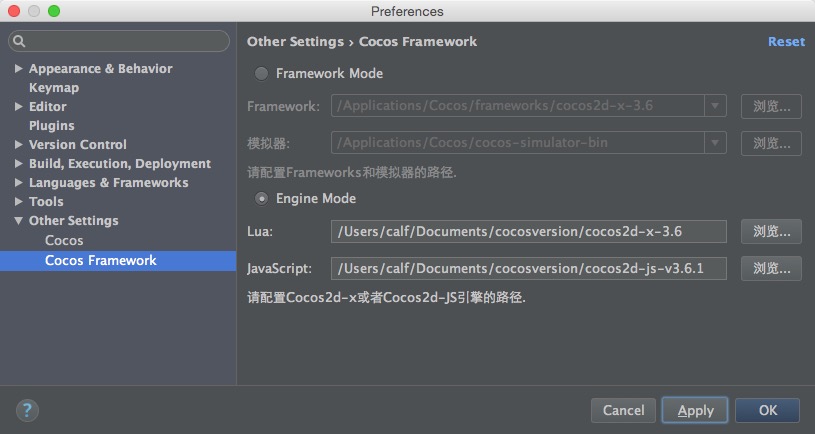 Preferences
Appearance & Behavior
Keymap
Editor
Plugins
Version Control
Build, Execution, Deployment
Languages & Frameworks
Tools
Other Settings
Cocos
Cocos Framework
Other Settings › Cocos Framework
Reset
Framework Mode
Framework: /Applications/Cocos/frameworks/cocos2d-x-3.6 浏览...
模拟器: /Applications/Cocos/cocos-simulator-bin 浏览...
请配置Frameworks和模拟器的路径.
Engine Mode
Lua: /Users/calf/Documents/cocosversion/cocos2d-x-3.6 浏览...
JavaScript: /Users/calf/Documents/cocosversion/cocos2d-js-v3.6.1 浏览...
请配置Cocos2d-x或者Cocos2d-JS引擎的路径.
?
Cancel
Apply
OK